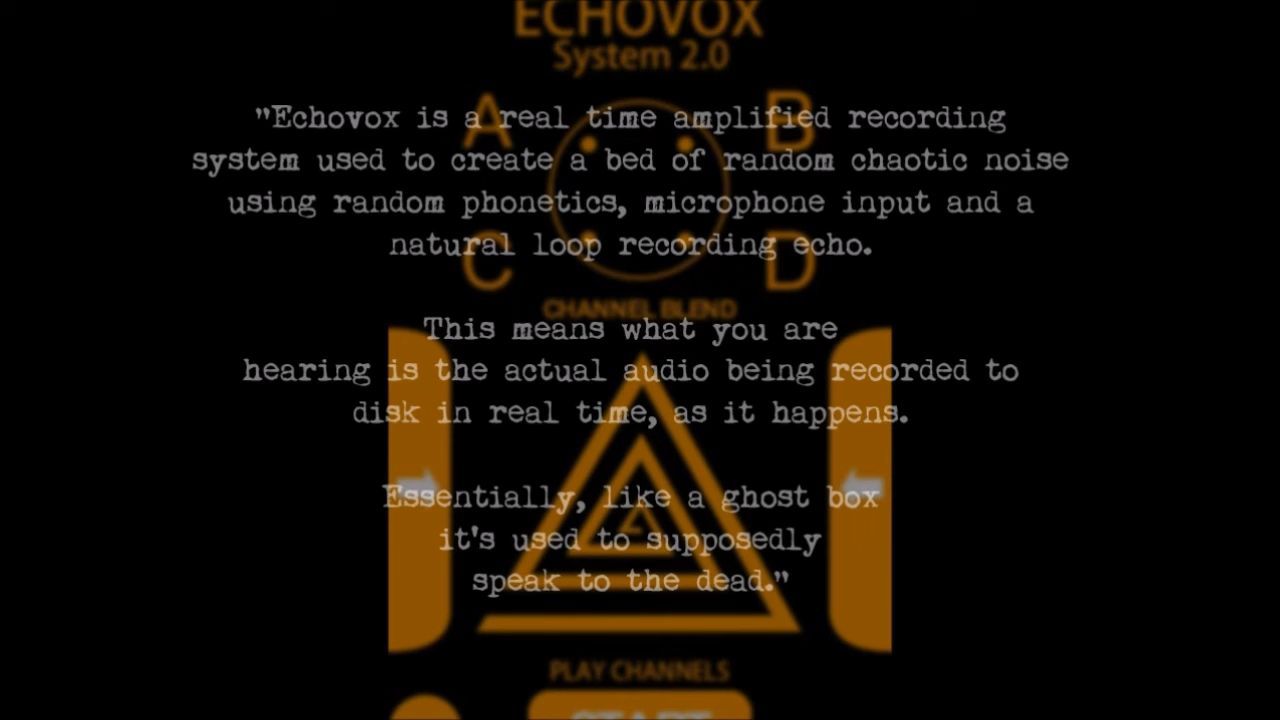 ECHOVOX
System 2.0
A B
"Echovox is a real time amplified recording
system used to create a bed of random chaotic noise
using random phonetics, microphone input and a
natural loop recording echo.
C D
CHANNEL BLEND
This means what you are
hearing is the actual audio being recorded to
disk in real time, as it happens.
Essentially, like a ghost box
it's used to supposedly
speak to the dead."
PLAY CHANNELS
START